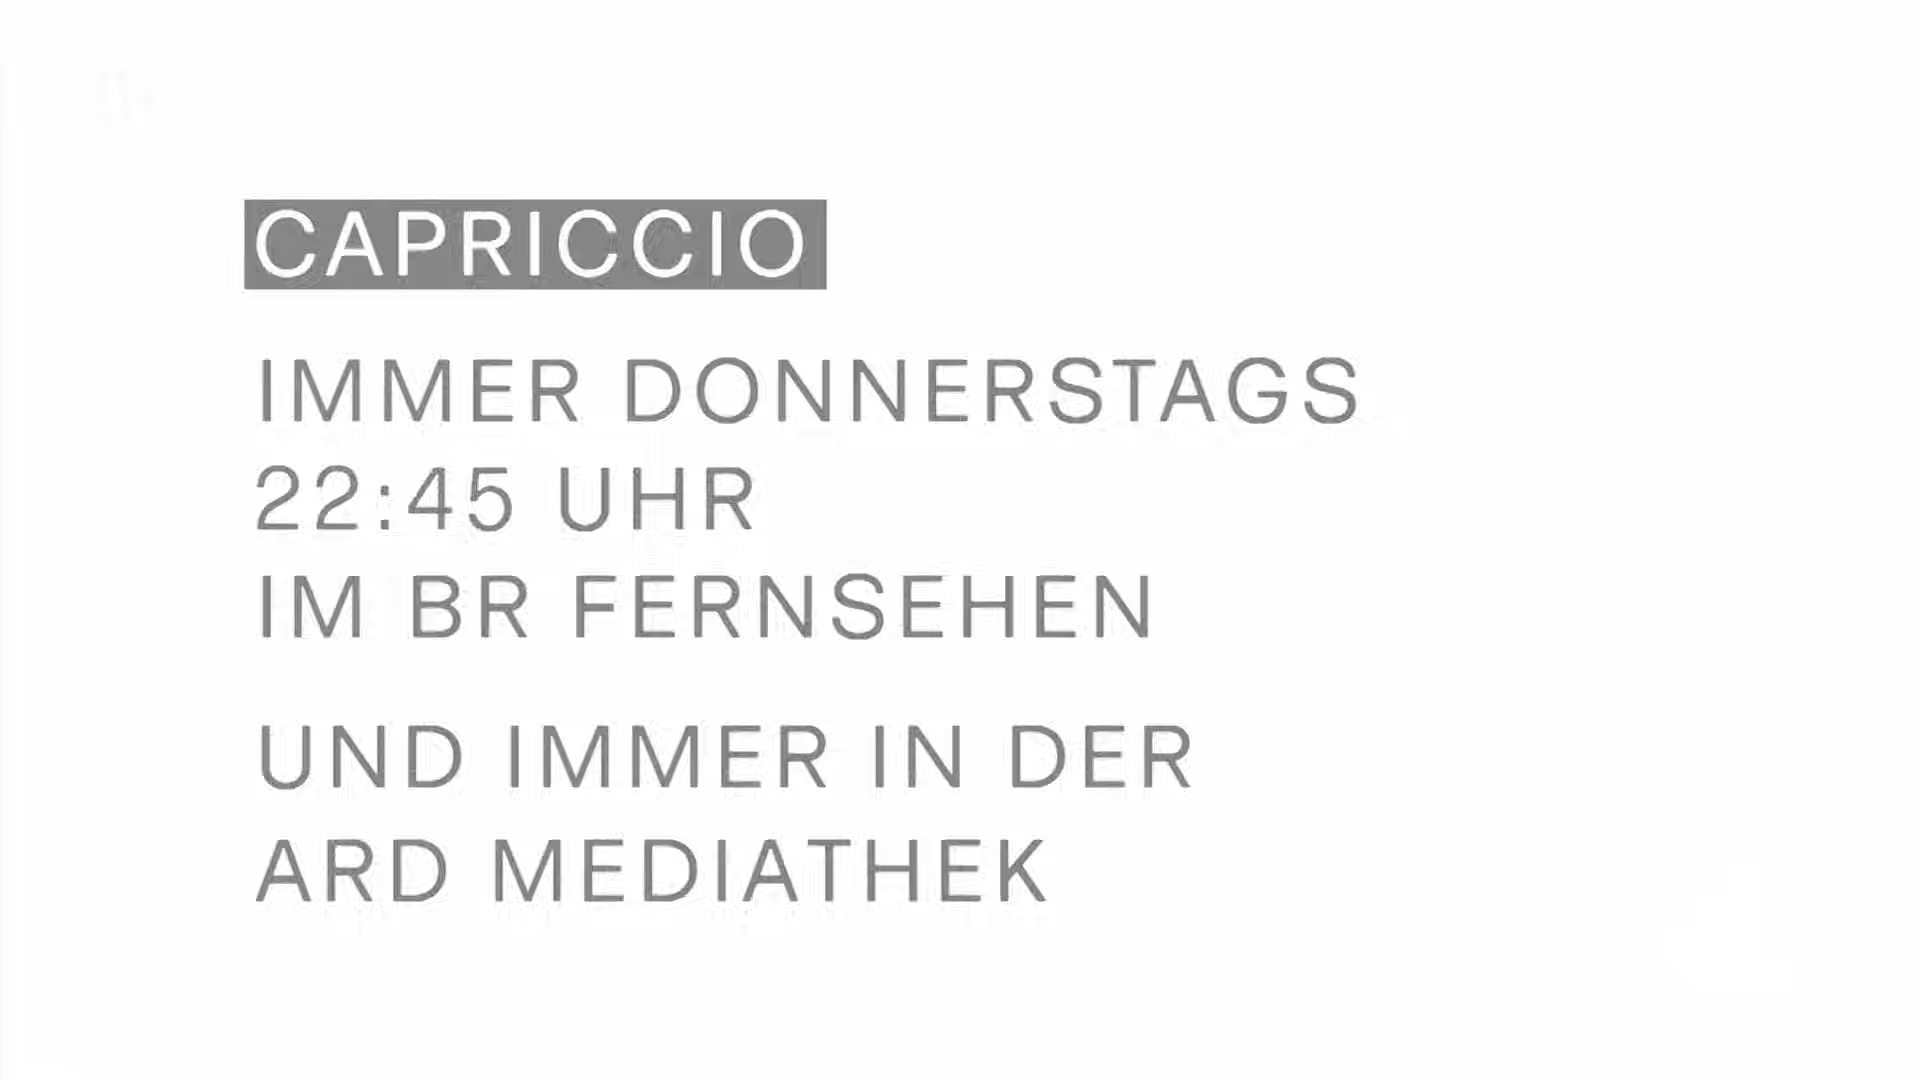 CAPRICCIO
IMMER DONNERSTAGS
22:45 UHR
IM BR FERNSEHEN
UND IMMER IN DER
ARD MEDIATHEK